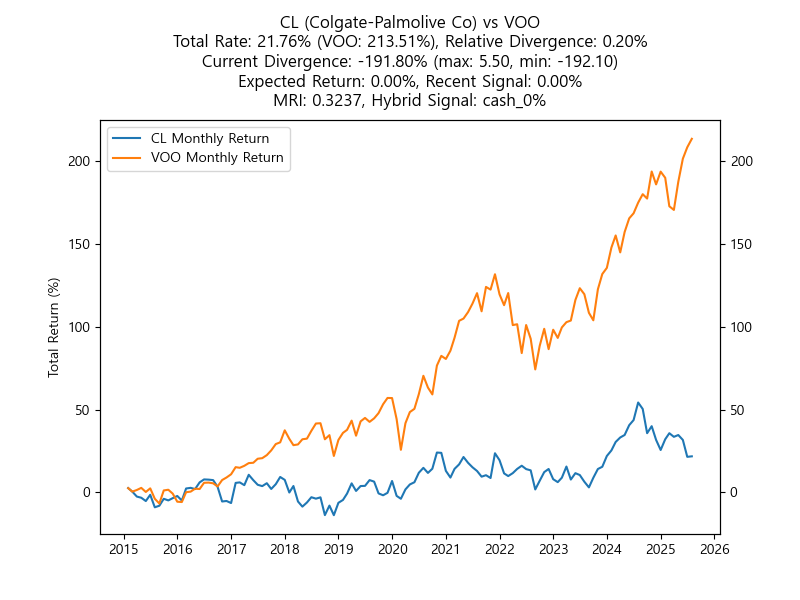 CL (Colgate-Palmolive Co) vs VOO
Total Rate: 21.76% (VOO: 213.51%), Relative Divergence: 0.20%
Current Divergence: -191.80% (max: 5.50, min: -192.10)
Expected Return: 0.00%, Recent Signal: 0.00%
MRI: 0.3237, Hybrid Signal: cash_0%
CL Monthly Return
VOO Monthly Return
Total Return (%)
200
150
100
50
0
200
150
100
50
0
2015 2016 2017 2018 2019 2020 2021 2022 2023 2024 2025 2026